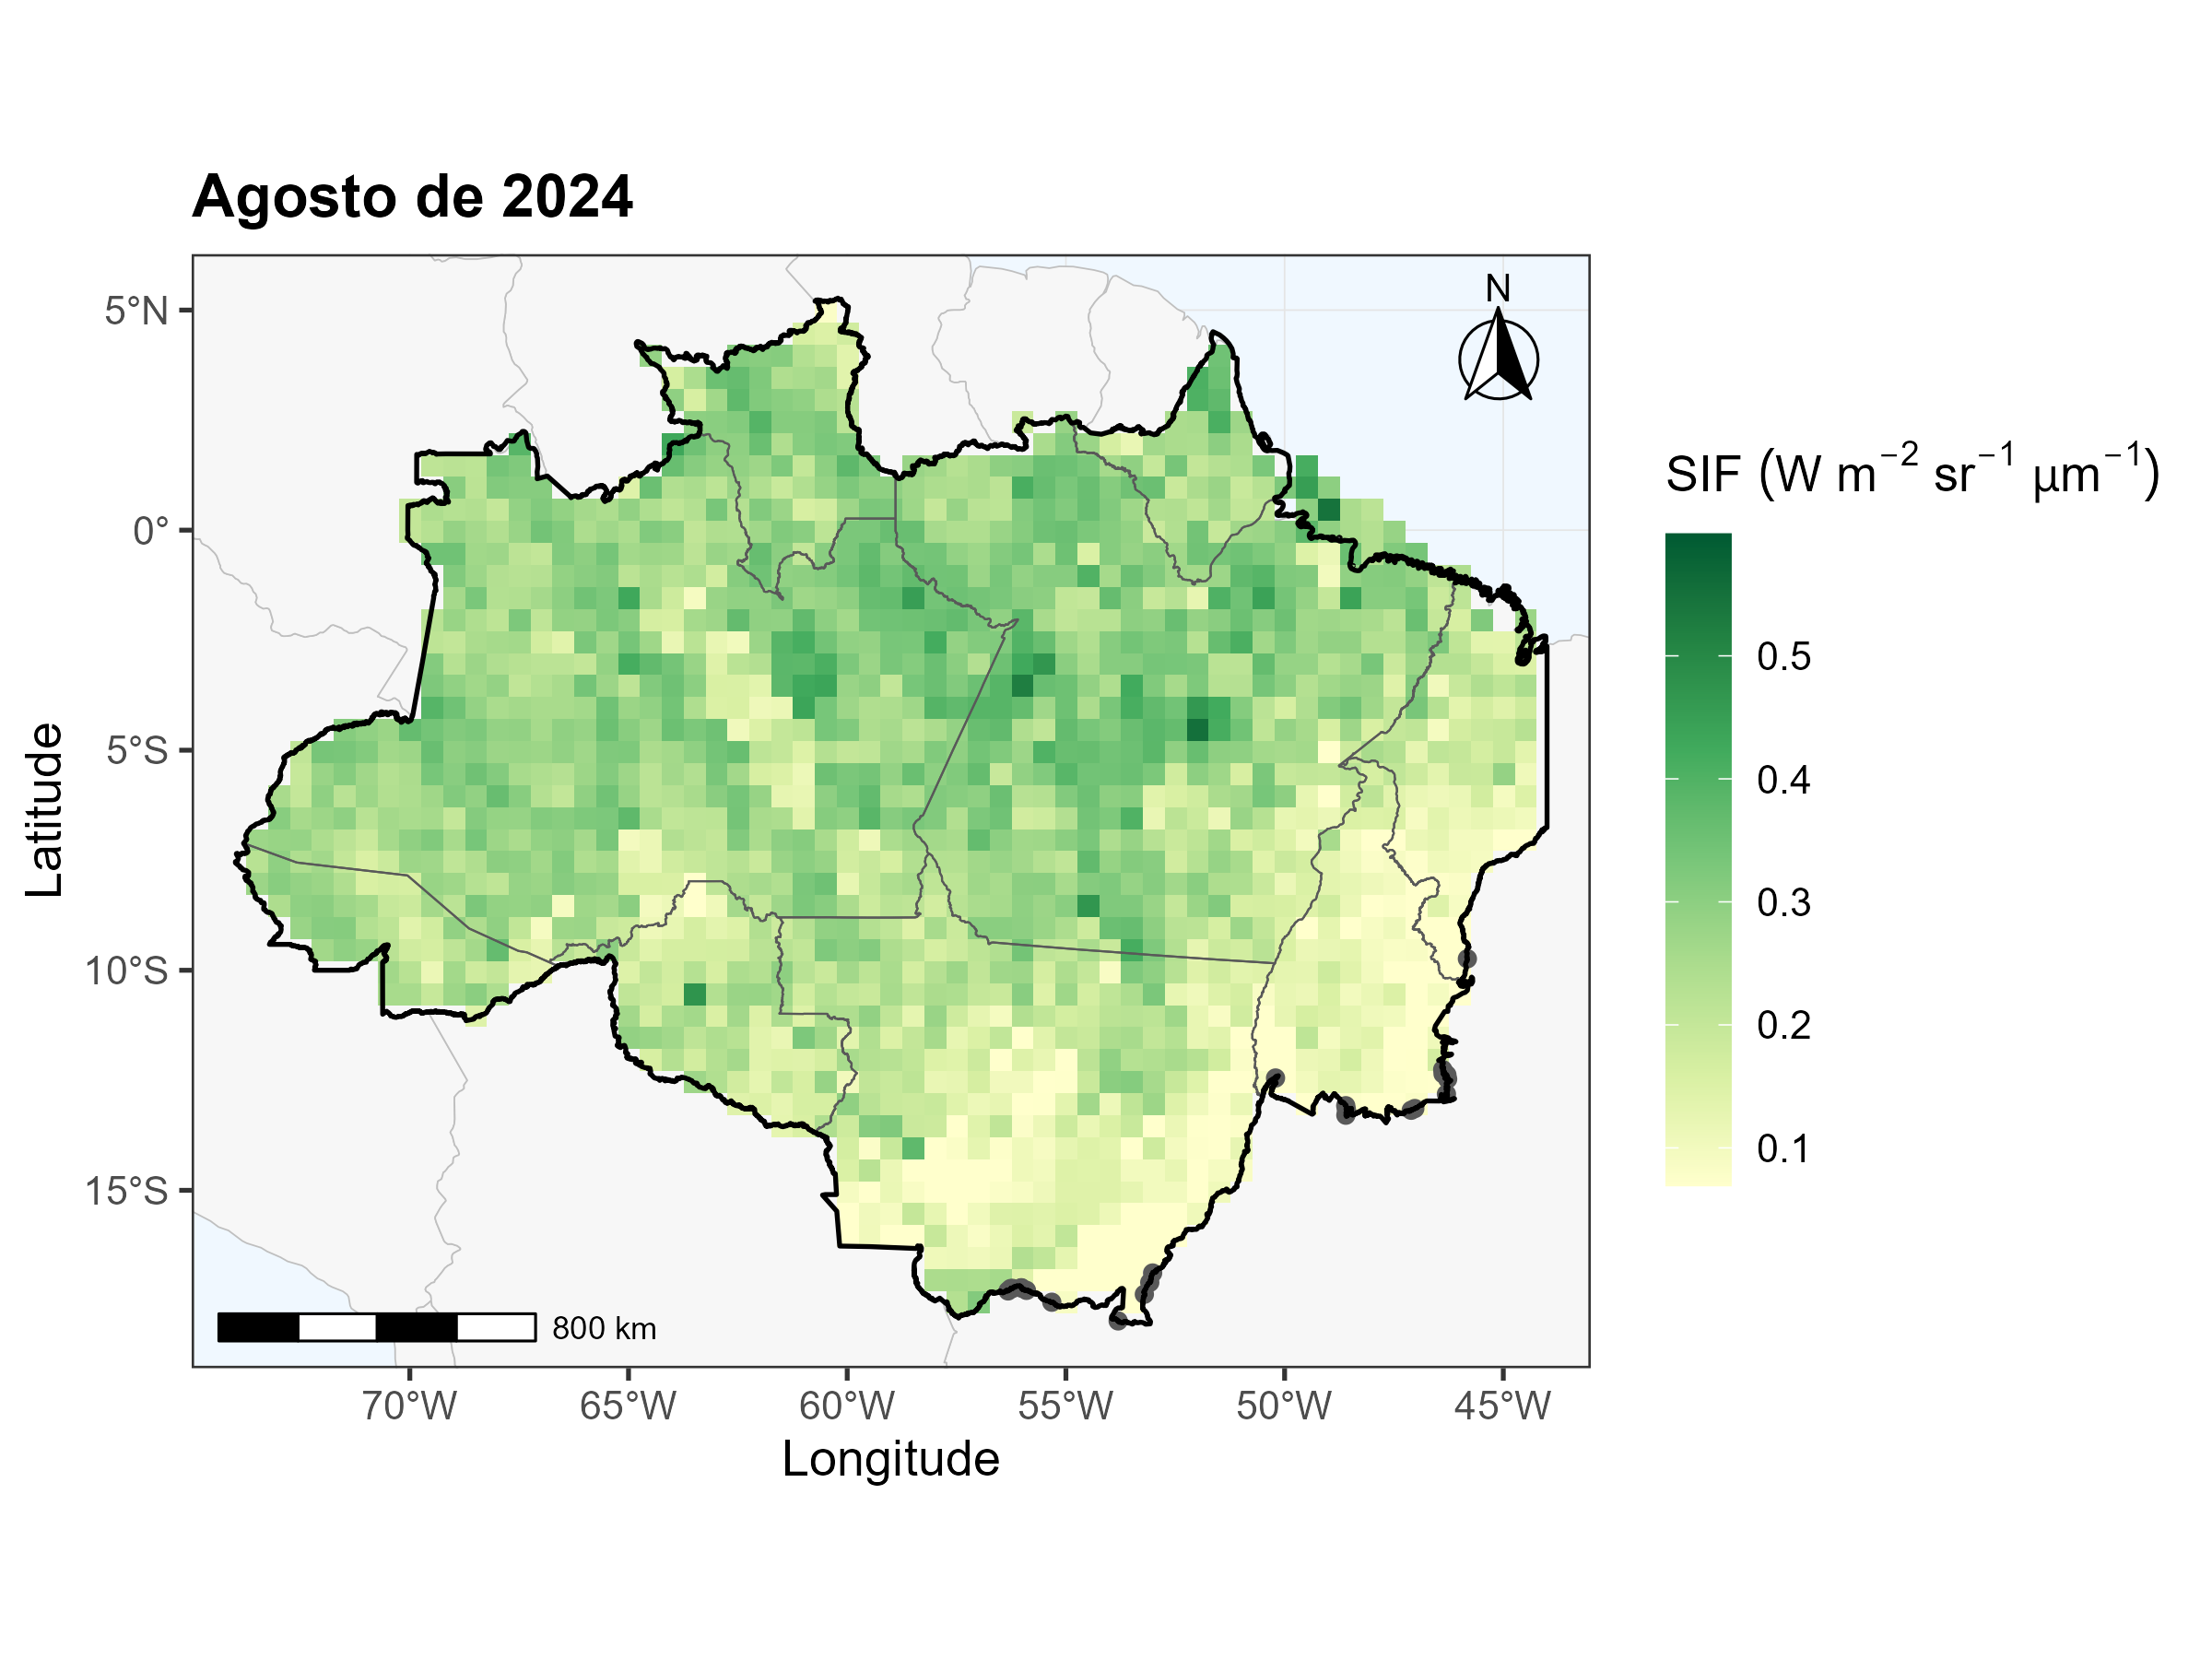 Agosto de 2024
N
SIF (W m⁻² sr⁻¹ µm⁻¹)
0.5
0.4
0.3
0.2
0.1
5°N
0°
5°S
10°S
15°S
Latitude
800 km
70°W 65°W 60°W 55°W 50°W 45°W
Longitude